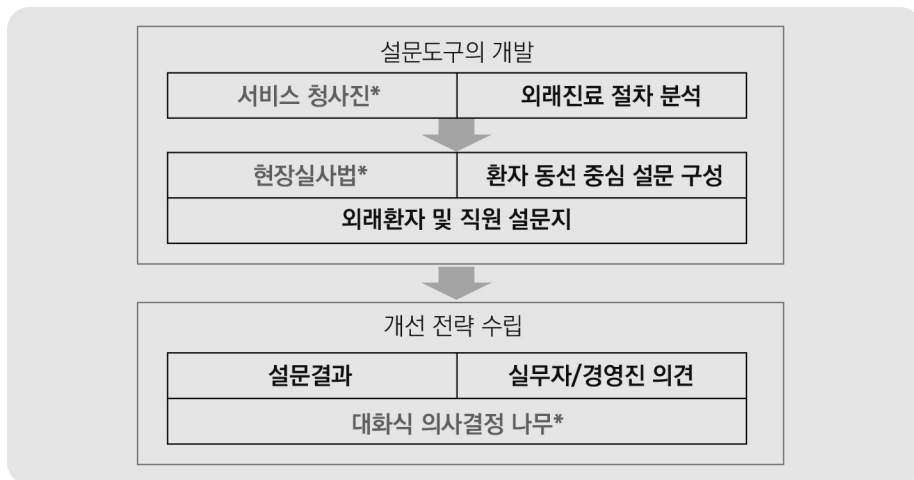 설문도구의 개발
서비스 청사진* 외래진료 절차 분석
현장실사법* 환자 동선 중심 설문 구성
외래환자 및 직원 설문지
개선 전략 수립
설문결과 실무자/경영진 의견
대화식 의사결정 나무*